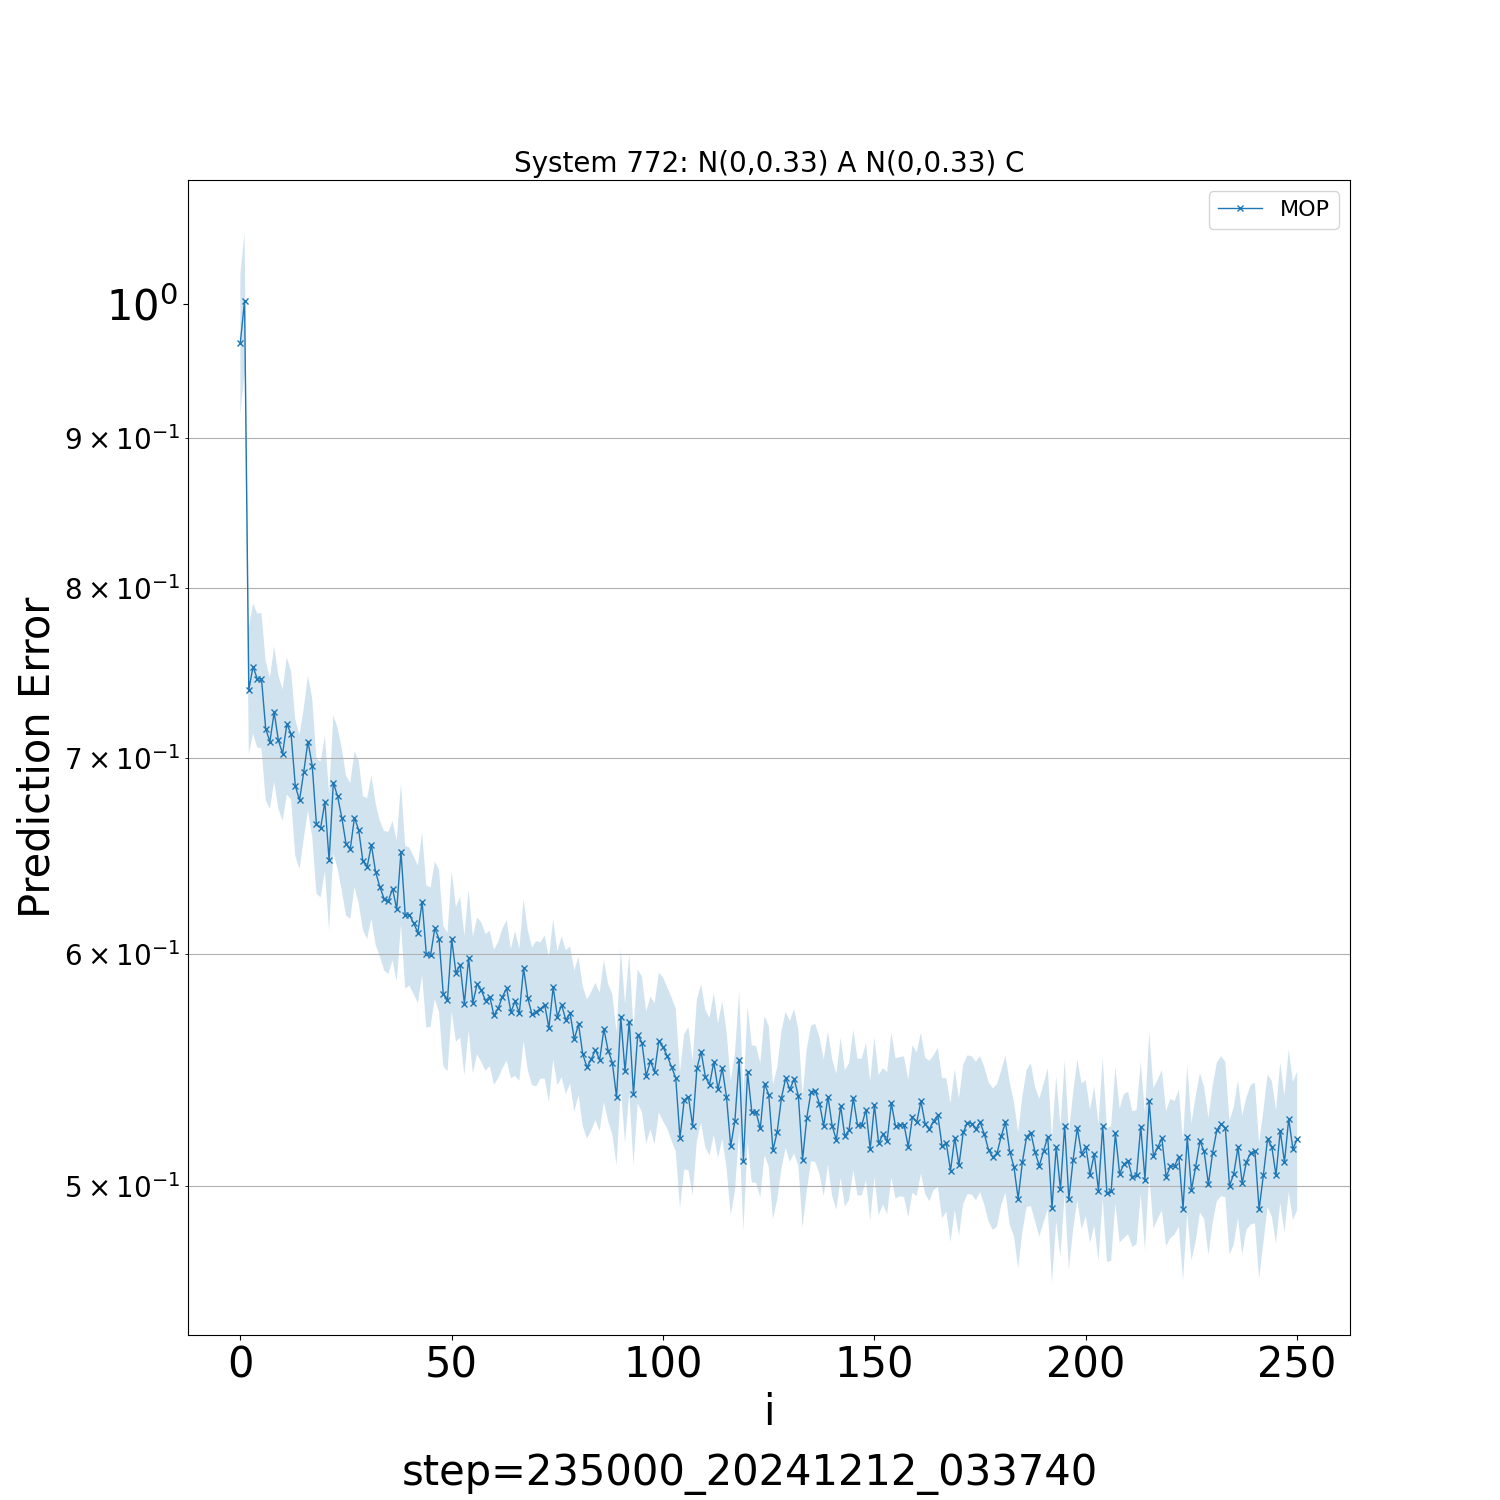 System 772: N(0,0.33) A N(0,0.33) C
MOP
10⁰
9×10⁻¹
8×10⁻¹
7×10⁻¹
6×10⁻¹
5×10⁻¹
Prediction Error
0 50 100 150 200 250
i
step=235000_20241212_033740